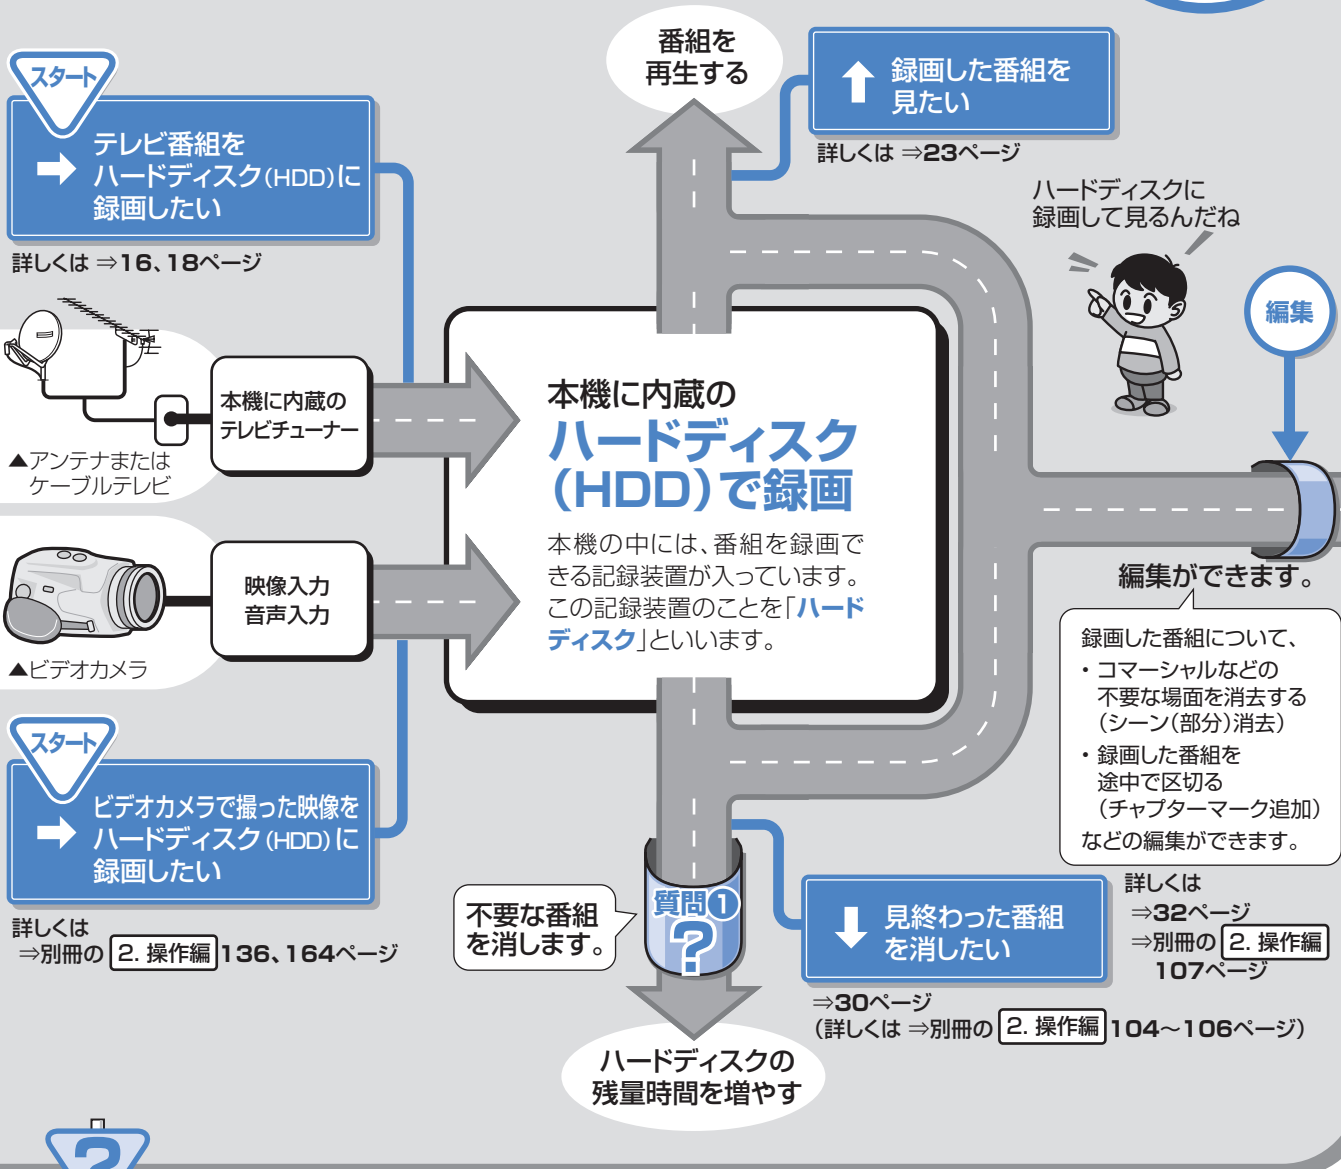 スタート
テレビ番組を
ハードディスク(HDD)に
録画したい
詳しくは ⇒16、18ページ
▲アンテナまたは
ケーブルテレビ
本機に内蔵の
テレビチューナー
▲ビデオカメラ
映像入力
音声入力
スタート
ビデオカメラで撮った映像を
ハードディスク(HDD)に
録画したい
詳しくは
⇒別冊の 2. 操作編 136、164ページ
番組を
再生する
録画した番組を
見たい
詳しくは ⇒23ページ
ハードディスクに
録画して見るんだね
本機に内蔵の
ハードディスク
(HDD)で録画
本機の中には、番組を録画で
きる記録装置が入っています。
この記録装置のことを「ハード
ディスク」といいます。
編集
編集ができます。
録画した番組について、
・コマーシャルなどの
不要な場面を消去する
(シーン(部分)消去)
・録画した番組を
途中で区切る
(チャプターマーク追加)
などの編集ができます。
詳しくは
⇒32ページ
⇒別冊の 2. 操作編
107ページ
不要な番組
を消します。
質問①
?
見終わった番組
を消したい
⇒30ページ
(詳しくは ⇒別冊の 2. 操作編 104〜106ページ)
ハードディスクの
残量時間を増やす
?